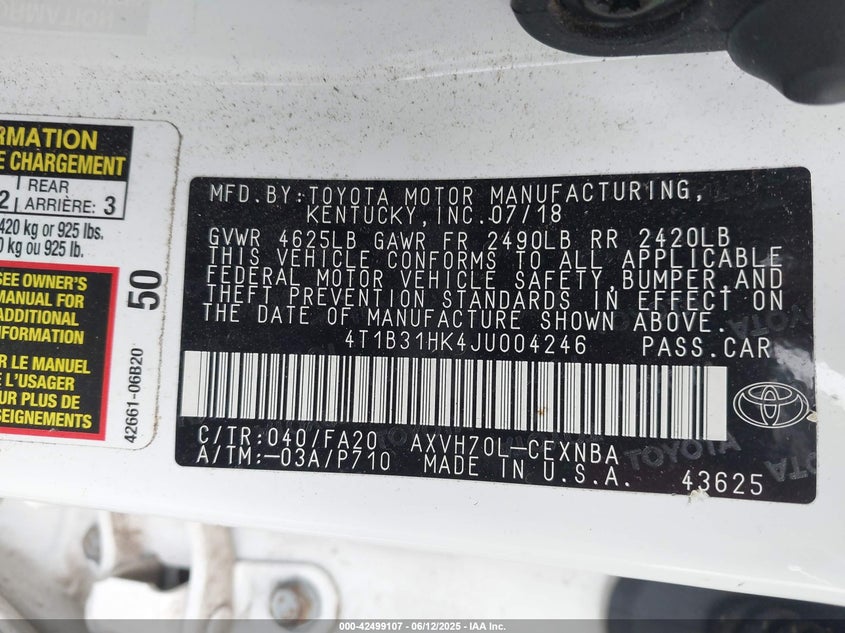 RMATION
E CHARGEMENT
2 REAR
ARRIÈRE: 3
420 kg or 925 lbs.
0 kg ou 925 lb.
SEE OWNER'S
MANUAL FOR
ADDITIONAL
INFORMATION
R LE MANUEL
L'USAGER
UR PLUS DE
SEIGNEMENTS
42661-06B20
50
MFD.BY:TOYOTA MOTOR MANUFACTURING,
KENTUCKY,INC.07/18
GVWR 4625LB GAWR FR 2490LB RR 2420LB
THIS VEHICLE CONFORMS TO ALL APPLICABLE
FEDERAL MOTOR VEHICLE SAFETY,BUMPER,AND
THEFT PREVENTION STANDARDS IN EFFECT ON
THE DATE OF MANUFACTURE SHOWN ABOVE.
4T1B31HK4JU004246 PASS.CAR
C/TR:040/FA20 AXVH70L-CEXNBA
A/TM:-03A/P710 MADE IN U.S.A.
43625
TOYOTA
000-42499107 - 06/12/2025 - IAA Inc.